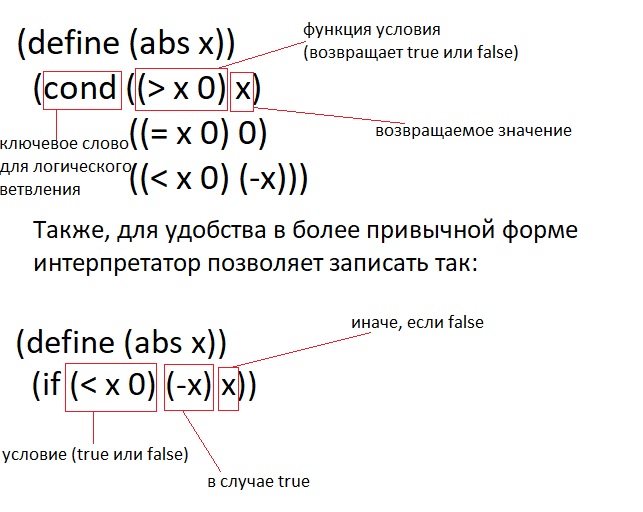 функция условия
(возвращает true или false)
(define (abs x))
(cond ((> x 0) x)
возвращаемое значение
ключевое слово
для логического
ветвления
((= x 0) 0)
((< x 0) (-x)))
Также, для удобства в более привычной форме
интерпретатор позволяет записать так:
иначе, если false
(define (abs x))
(if (< x 0) (-x) x))
условие (true или false)
в случае true